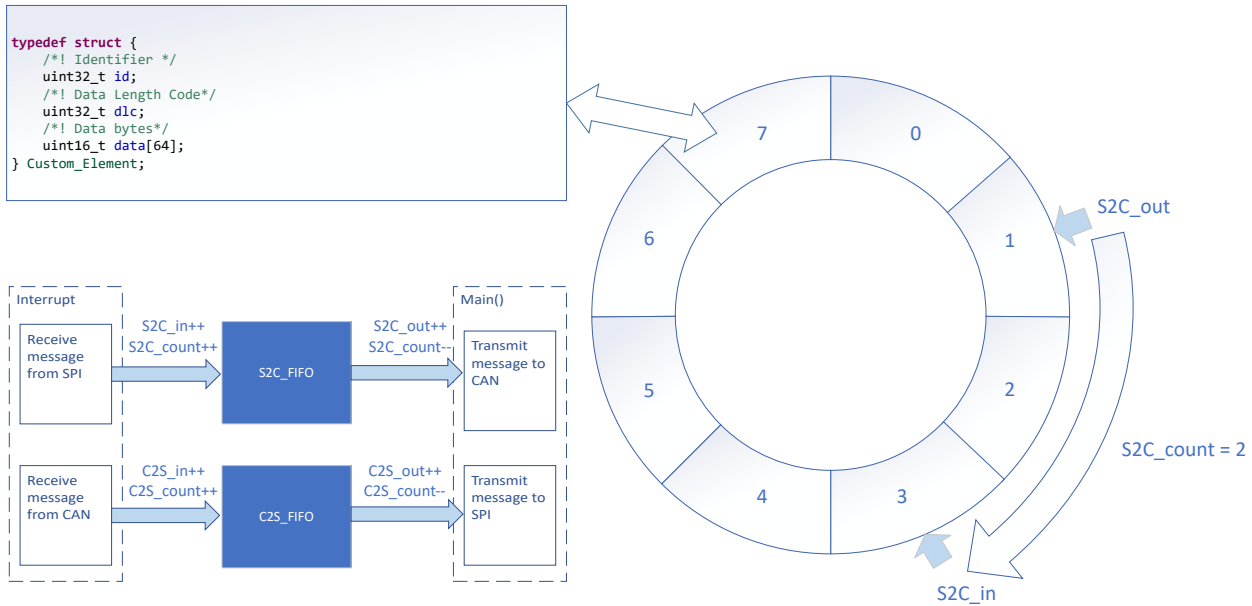 typedef struct {
/*! Identifier */
uint32_t id;
/*! Data Length Code*/
uint32_t dlc;
/*! Data bytes*/
uint16_t data[64];
} Custom_Element;
Interrupt
Receive
message
from SPI
S2C_in++
S2C_count++
S2C_FIFO
S2C_out++
S2C_count--
Main()
Transmit
message to
CAN
Receive
message
from CAN
C2S_in++
C2S_count++
C2S_FIFO
C2S_out++
C2S_count--
Transmit
message to
SPI
0
1
2
3
4
5
6
7
S2C_out
S2C_count = 2
S2C_in